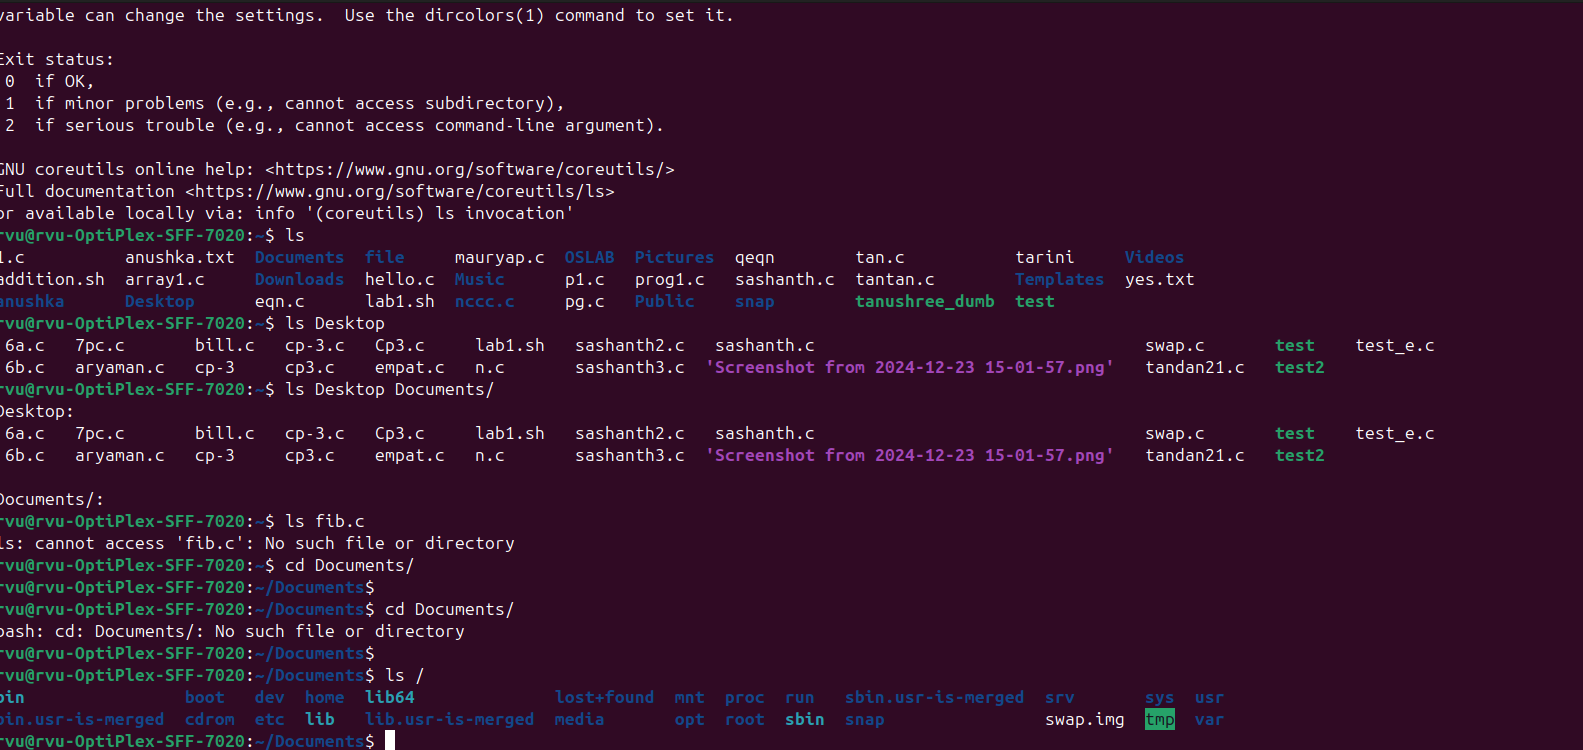 variable can change the settings.  Use the dircolors(1) command to set it.
Exit status:
0  if OK,
1  if minor problems (e.g., cannot access subdirectory),
2  if serious trouble (e.g., cannot access command-line argument).
GNU coreutils online help: <https://www.gnu.org/software/coreutils/>
Full documentation <https://www.gnu.org/software/coreutils/ls>
or available locally via: info '(coreutils) ls invocation'
rvu@rvu-OptiPlex-SFF-7020:~$ ls
1.c          anushka.txt  Documents  file     mauryap.c  OSLAB  Pictures  qeqn        tan.c           tarini     Videos
addition.sh  array1.c     Downloads  hello.c  Music      p1.c   prog1.c   sashanth.c  tantan.c        Templates  yes.txt
anushka      Desktop      eqn.c      lab1.sh  nccc.c     pg.c   Public    snap        tanushree_dumb  test
rvu@rvu-OptiPlex-SFF-7020:~$ ls Desktop
6a.c   7pc.c       bill.c   cp-3.c   Cp3.c     lab1.sh   sashanth2.c   sashanth.c                                 swap.c      test    test_e.c
6b.c   aryaman.c   cp-3     cp3.c    empat.c   n.c       sashanth3.c  'Screenshot from 2024-12-23 15-01-57.png'   tandan21.c   test2
rvu@rvu-OptiPlex-SFF-7020:~$ ls Desktop Documents/
Desktop:
6a.c   7pc.c       bill.c   cp-3.c   Cp3.c     lab1.sh   sashanth2.c   sashanth.c                                 swap.c      test    test_e.c
6b.c   aryaman.c   cp-3     cp3.c    empat.c   n.c       sashanth3.c  'Screenshot from 2024-12-23 15-01-57.png'   tandan21.c   test2
Documents/:
rvu@rvu-OptiPlex-SFF-7020:~$ ls fib.c
ls: cannot access 'fib.c': No such file or directory
rvu@rvu-OptiPlex-SFF-7020:~$ cd Documents/
rvu@rvu-OptiPlex-SFF-7020:~/Documents$
rvu@rvu-OptiPlex-SFF-7020:~/Documents$ cd Documents/
bash: cd: Documents/: No such file or directory
rvu@rvu-OptiPlex-SFF-7020:~/Documents$
rvu@rvu-OptiPlex-SFF-7020:~/Documents$ ls /
bin                boot   dev  home  lib64              lost+found  mnt  proc  run   sbin.usr-is-merged  srv       sys  usr
bin.usr-is-merged  cdrom  etc  lib   lib.usr-is-merged  media       opt  root  sbin  snap                swap.img  tmp  var
rvu@rvu-OptiPlex-SFF-7020:~/Documents$